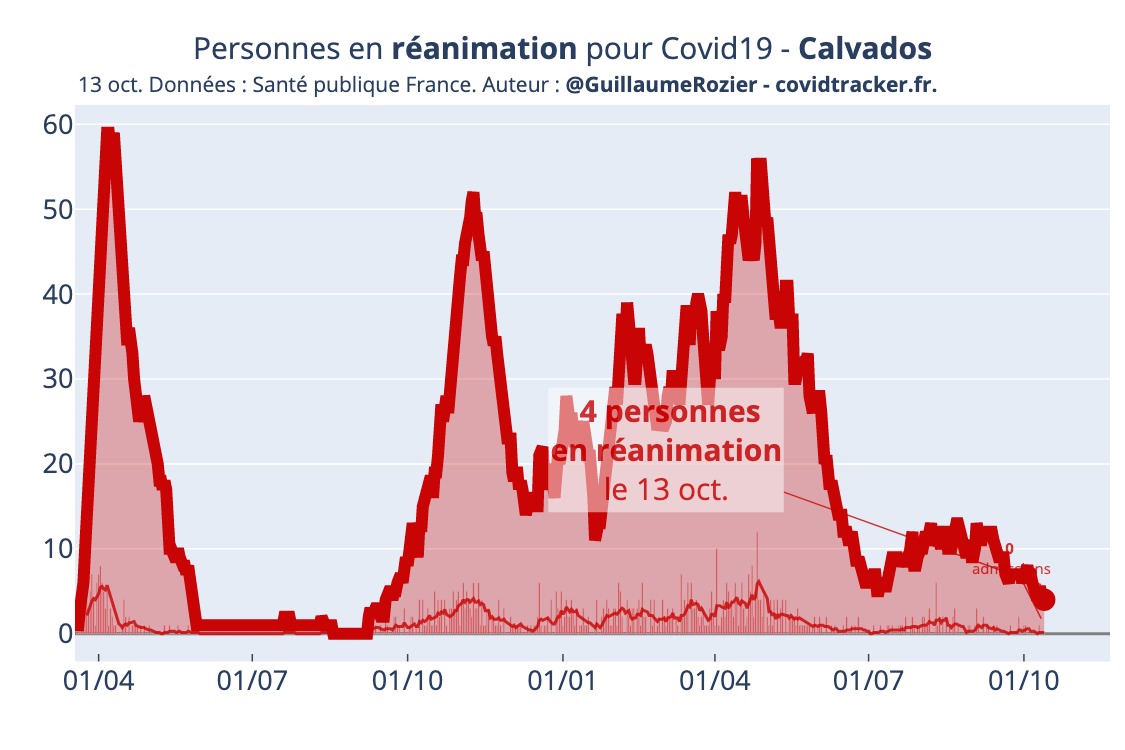 Personnes en réanimation pour Covid19 - Calvados
13 oct. Données : Santé publique France. Auteur : @GuillaumeRozier - covidtracker.fr.
60
50
40
30
20
10
0
4 personnes
en réanimation
le 13 oct.
0
admissions
01/04
01/07
01/10
01/01
01/04
01/07
01/10